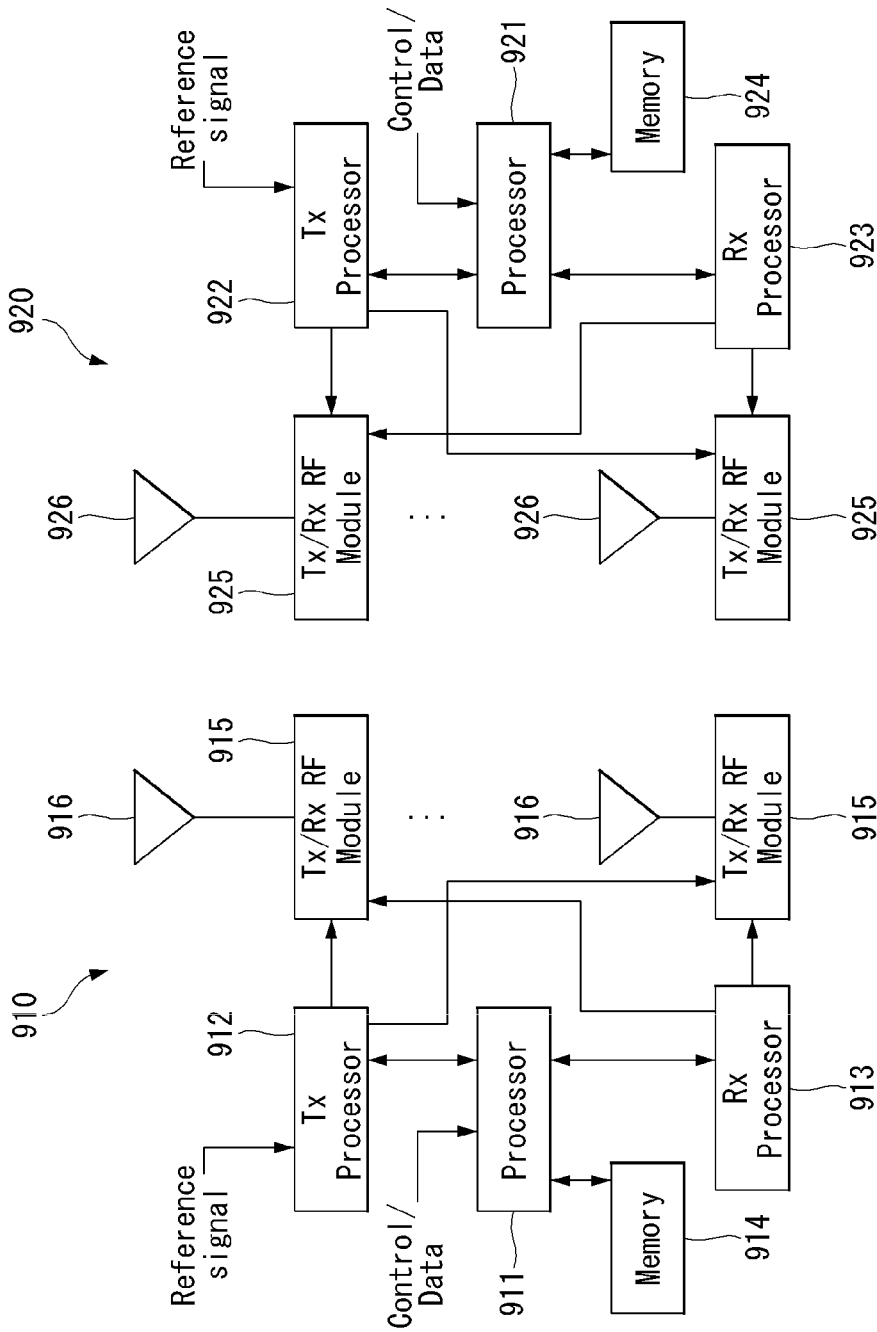 910
920
916
926
Reference
signal
912
Tx
Processor
915
Tx/Rx RF
Module
925
Tx/Rx RF
Module
922
Tx
Processor
Reference
signal
Control/
Data
911
Processor
...
...
Processor
921
Control/
Data
916
926
914
Memory
924
Memory
913
Rx
Processor
915
Tx/Rx RF
Module
925
Tx/Rx RF
Module
923
Rx
Processor